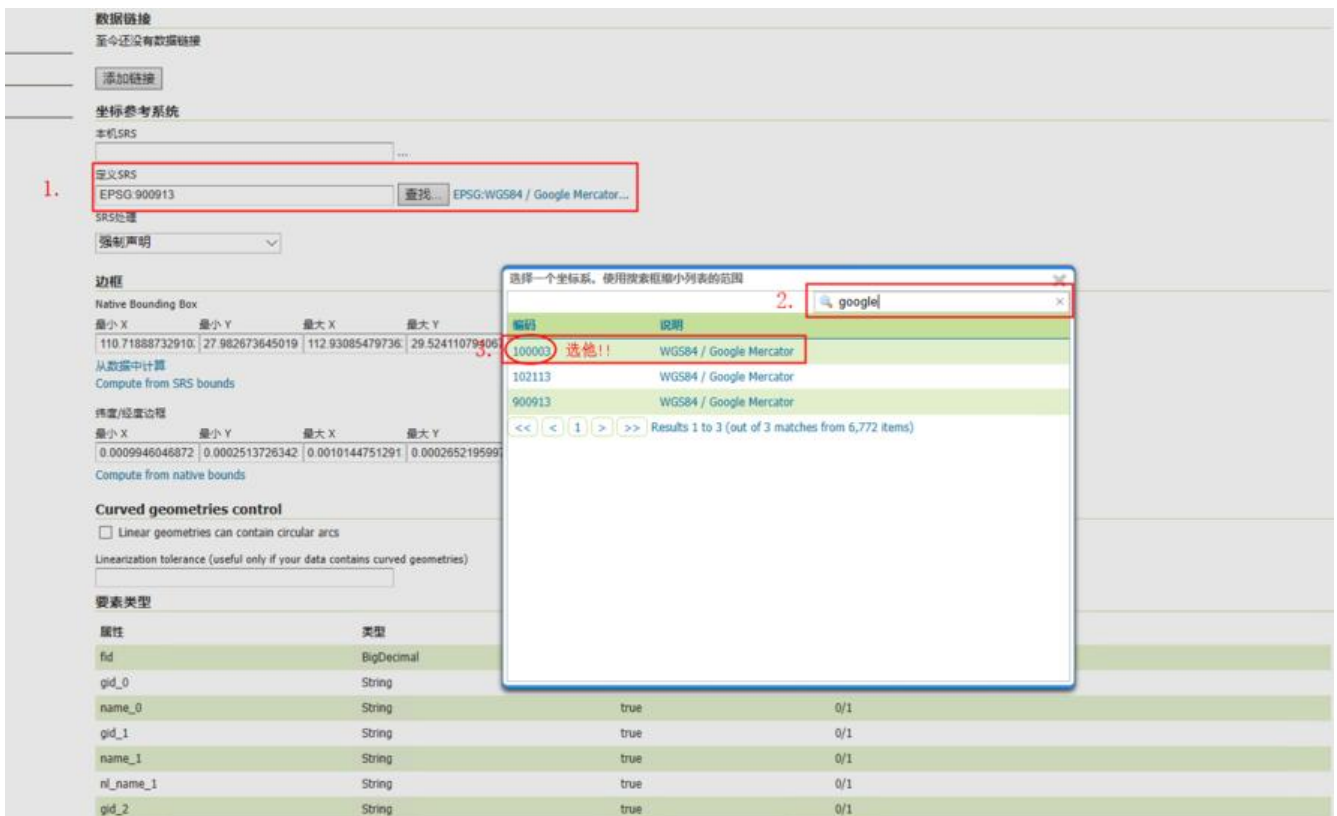 数据链接
至今还没有数据链接
添加链接
坐标参考系统
本机SRS
...
定义SRS
1.
EPSG:900913 查找... EPSG:WGS84 / Google Mercator...
SRS处理
强制声明
边框
Native Bounding Box
最小 X 最小 Y 最大 X 最大 Y
110.71888732910 27.982673645019 112.93085479736 29.524110794067
从数据中计算
Compute from SRS bounds
纬度/经度边框
最小 X 最小 Y 最大 X 最大 Y
0.0009946046872 0.0002513726342 0.0010144751291 0.000265219599
Compute from native bounds
Curved geometries control
Linear geometries can contain circular arcs
Linearization tolerance (useful only if your data contains curved geometries)
要素类型
属性 类型
fid BigDecimal
gid_0 String
name_0 String true 0/1
gid_1 String true 0/1
name_1 String true 0/1
nl_name_1 String true 0/1
gid_2 String true 0/1
选择一个坐标系。使用搜索框缩小列表的范围
2. google
编码 说明
3. 100003 选他!! WGS84 / Google Mercator
102113 WGS84 / Google Mercator
900913 WGS84 / Google Mercator
<< < 1 > >> Results 1 to 3 (out of 3 matches from 6,772 items)